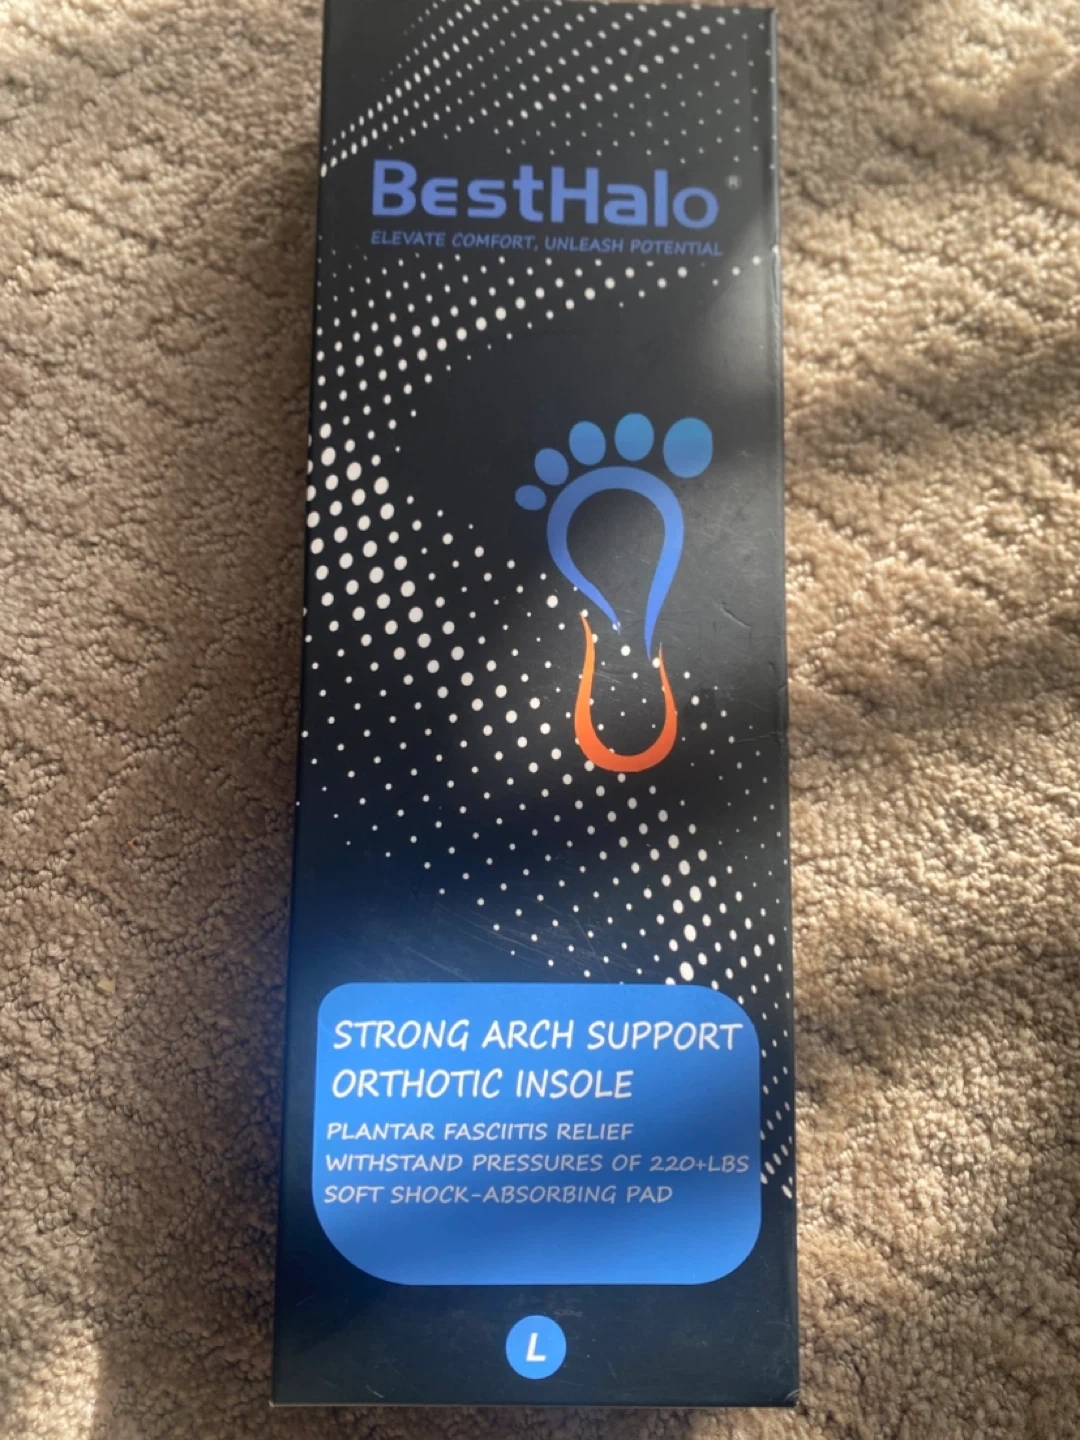 BestHalo®
ELEVATE COMFORT, UNLEASH POTENTIAL
STRONG ARCH SUPPORT
ORTHOTIC INSOLE
PLANTAR FASCIITIS RELIEF
WITHSTAND PRESSURES OF 220+LBS
SOFT SHOCK-ABSORBING PAD
L